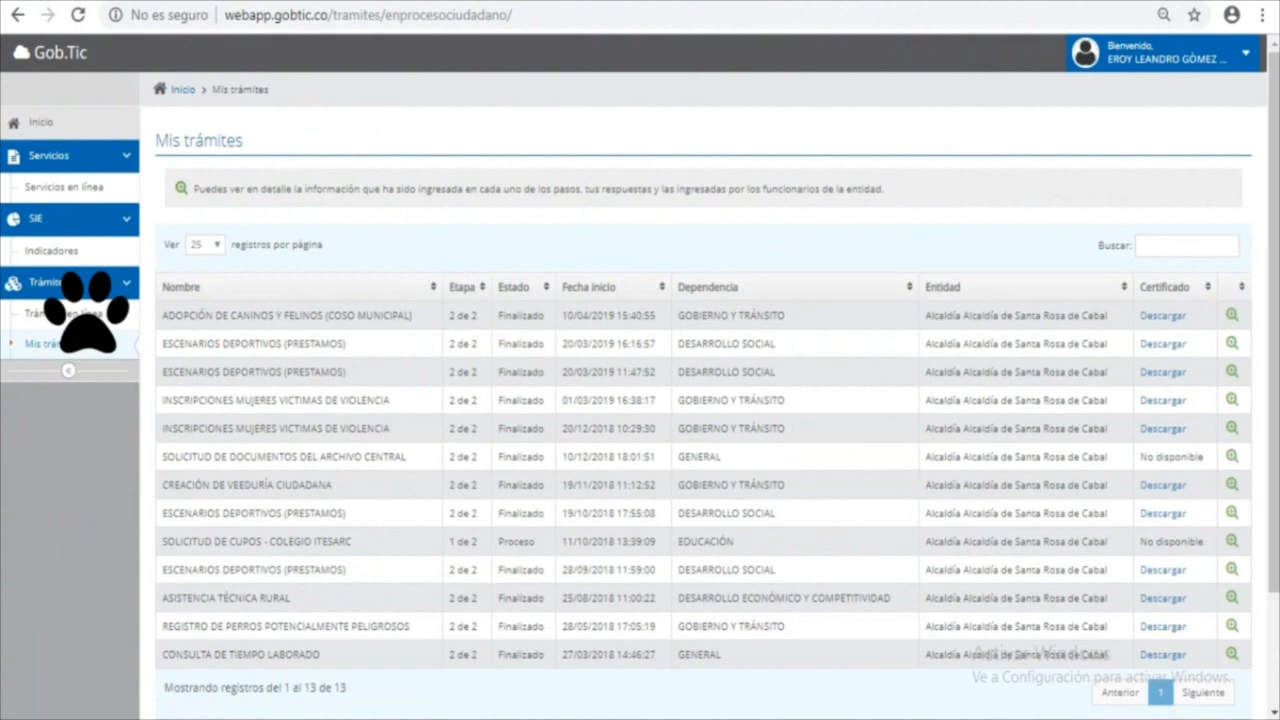 No es seguro | webapp.gobtic.co/tramites/enprocesociudadano/
Gob.Tic
Bienvenido,
EROY LEANDRO GÒMEZ ...
Inicio > Mis trámites
Inicio
Servicios
Servicios en línea
SIE
Indicadores
Mis trámites
Puedes ver en detalle la información que ha sido ingresada en cada uno de los pasos, tus respuestas y las ingresadas por los funcionarios de la entidad.
Ver 25 registros por página
Buscar:
Nombre Etapa Estado Fecha inicio Dependencia Entidad Certificado
ADOPCIÓN DE CANINOS Y FELINOS (COSO MUNICIPAL) 2 de 2 Finalizado 10/04/2019 15:40:55 GOBIERNO Y TRÁNSITO Alcaldía Alcaldía de Santa Rosa de Cabal Descargar
ESCENARIOS DEPORTIVOS (PRESTAMOS) 2 de 2 Finalizado 20/03/2019 16:16:57 DESARROLLO SOCIAL Alcaldía Alcaldía de Santa Rosa de Cabal Descargar
ESCENARIOS DEPORTIVOS (PRESTAMOS) 2 de 2 Finalizado 20/03/2019 11:47:52 DESARROLLO SOCIAL Alcaldía Alcaldía de Santa Rosa de Cabal Descargar
INSCRIPCIONES MUJERES VICTIMAS DE VIOLENCIA 2 de 2 Finalizado 01/03/2019 16:38:17 GOBIERNO Y TRÁNSITO Alcaldía Alcaldía de Santa Rosa de Cabal Descargar
INSCRIPCIONES MUJERES VICTIMAS DE VIOLENCIA 2 de 2 Finalizado 20/12/2018 10:29:30 GOBIERNO Y TRÁNSITO Alcaldía Alcaldía de Santa Rosa de Cabal Descargar
SOLICITUD DE DOCUMENTOS DEL ARCHIVO CENTRAL 2 de 2 Finalizado 10/12/2018 18:01:51 GENERAL Alcaldía Alcaldía de Santa Rosa de Cabal No disponible
CREACIÓN DE VEEDURÍA CIUDADANA 2 de 2 Finalizado 19/11/2018 11:12:52 GOBIERNO Y TRÁNSITO Alcaldía Alcaldía de Santa Rosa de Cabal Descargar
ESCENARIOS DEPORTIVOS (PRESTAMOS) 2 de 2 Finalizado 19/10/2018 17:55:08 DESARROLLO SOCIAL Alcaldía Alcaldía de Santa Rosa de Cabal Descargar
SOLICITUD DE CUPOS - COLEGIO ITESARC 1 de 2 Proceso 11/10/2018 13:39:09 EDUCACIÓN Alcaldía Alcaldía de Santa Rosa de Cabal No disponible
ESCENARIOS DEPORTIVOS (PRESTAMOS) 2 de 2 Finalizado 28/09/2018 11:59:00 DESARROLLO SOCIAL Alcaldía Alcaldía de Santa Rosa de Cabal Descargar
ASISTENCIA TÉCNICA RURAL 2 de 2 Finalizado 25/08/2018 11:00:22 DESARROLLO ECONÓMICO Y COMPETITIVIDAD Alcaldía Alcaldía de Santa Rosa de Cabal Descargar
REGISTRO DE PERROS POTENCIALMENTE PELIGROSOS 2 de 2 Finalizado 28/05/2018 17:05:19 GOBIERNO Y TRÁNSITO Alcaldía Alcaldía de Santa Rosa de Cabal Descargar
CONSULTA DE TIEMPO LABORADO 2 de 2 Finalizado 27/03/2018 14:46:27 GENERAL Alcaldía Alcaldía de Santa Rosa de Cabal Descargar
Activar Windows
Ve a Configuración para activar Windows.
Mostrando registros del 1 al 13 de 13
Anterior 1 Siguiente